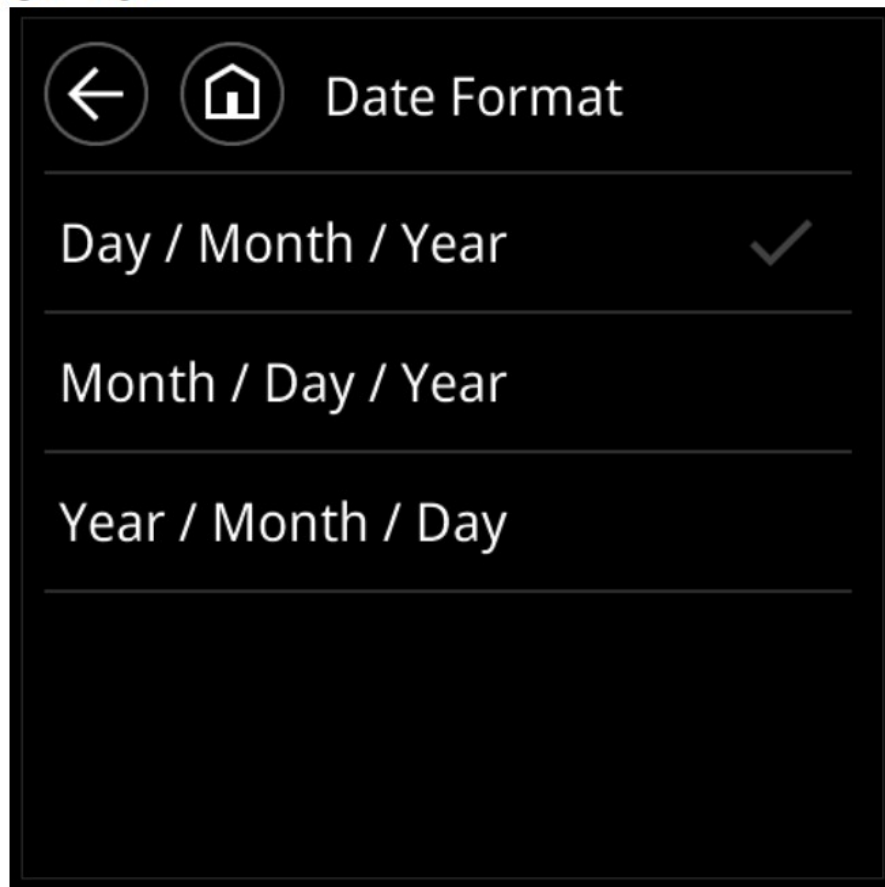 Date Format
Day / Month / Year
Month / Day / Year
Year / Month / Day